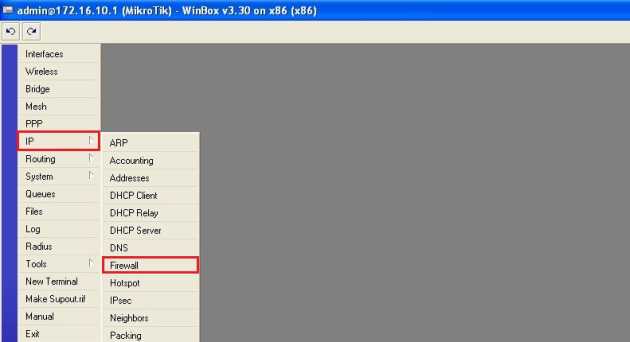 admin@172.16.10.1 (MikroTik) - WinBox v3.30 on x86 (x86)
Interfaces
Wireless
Bridge
Mesh
PPP
IP
Routing
System
Queues
Files
Log
Radius
Tools
New Terminal
Make Supout.rif
Manual
Exit
ARP
Accounting
Addresses
DHCP Client
DHCP Relay
DHCP Server
DNS
Firewall
Hotspot
IPsec
Neighbors
Packing